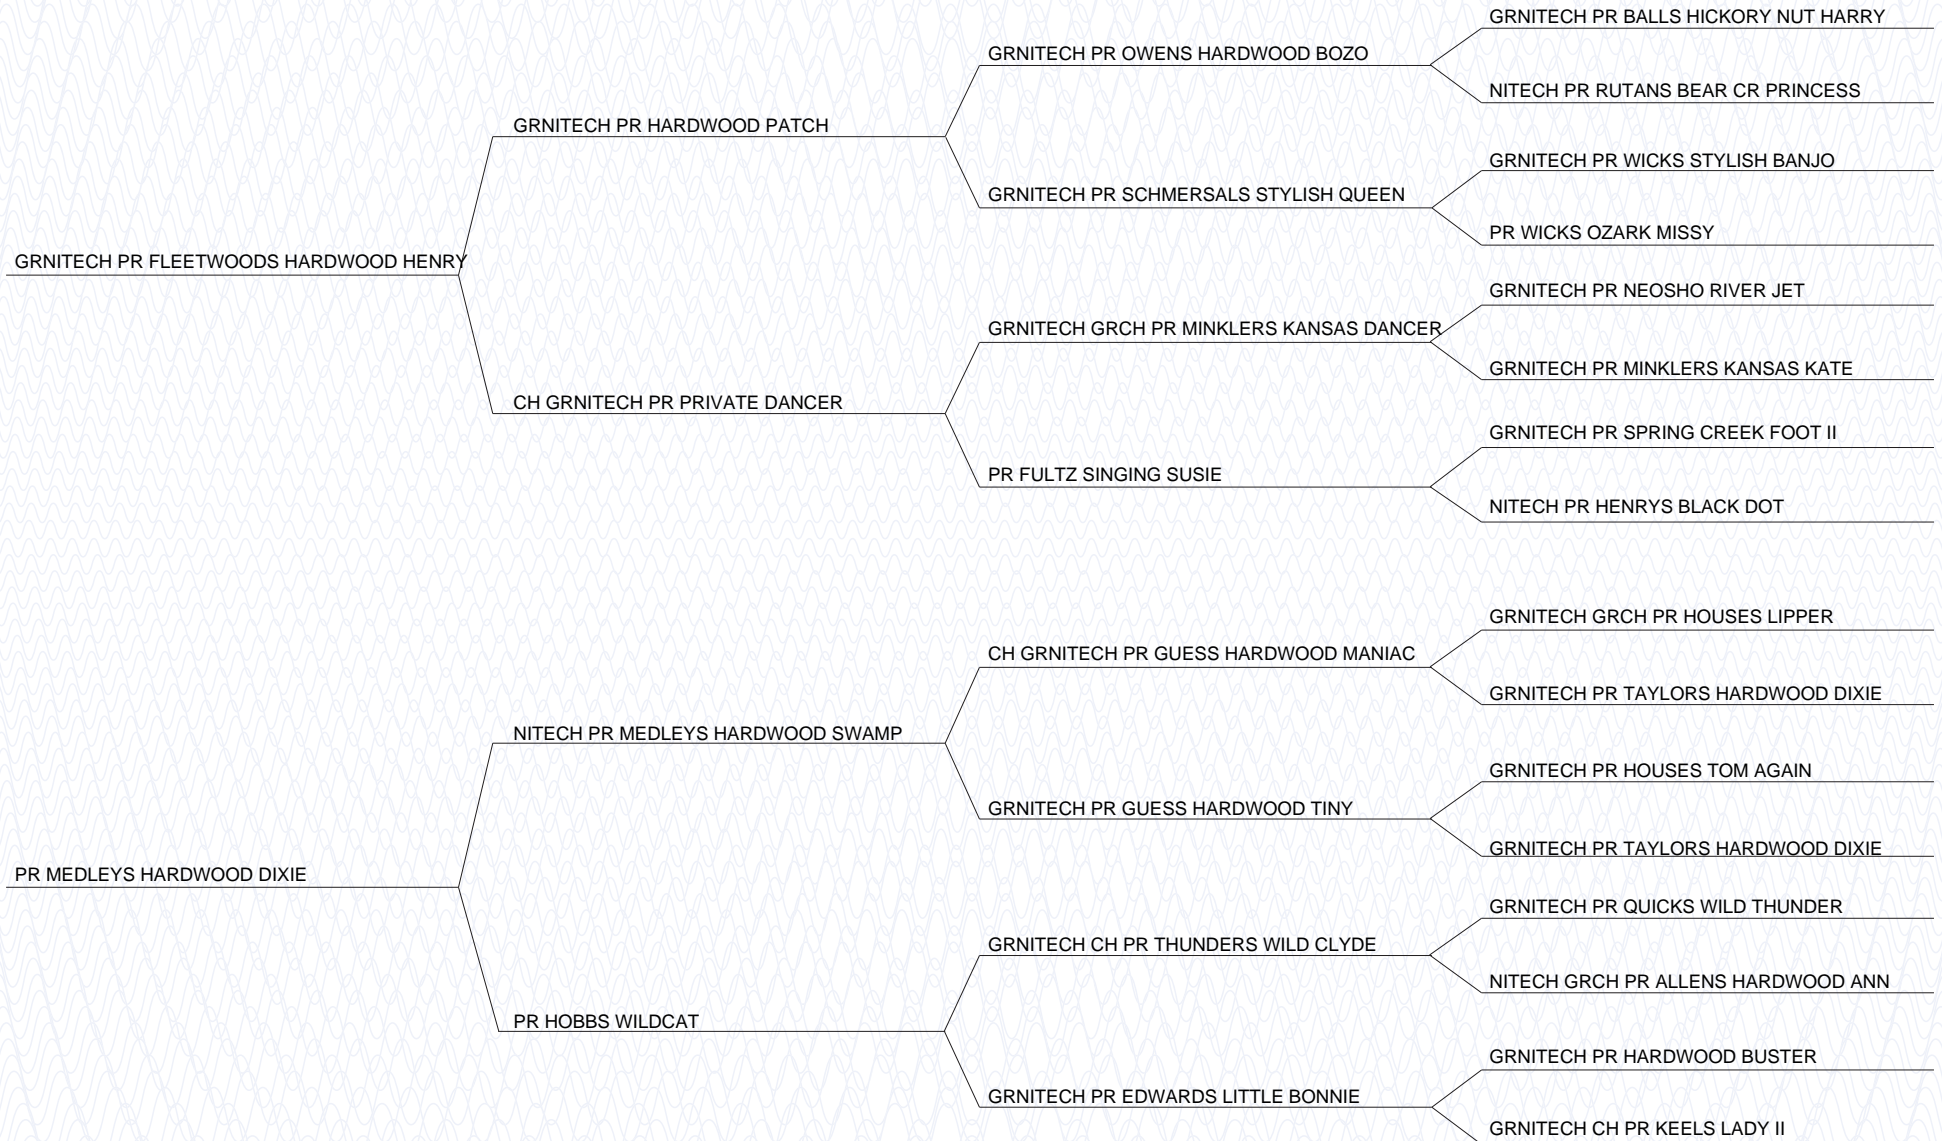 GRNITECH PR BALLS HICKORY NUT HARRY
GRNITECH PR OWENS HARDWOOD BOZO
NITECH PR RUTANS BEAR CR PRINCESS
GRNITECH PR HARDWOOD PATCH
GRNITECH PR WICKS STYLISH BANJO
GRNITECH PR SCHMERSALS STYLISH QUEEN
PR WICKS OZARK MISSY
GRNITECH PR FLEETWOODS HARDWOOD HENRY
GRNITECH PR NEOSHO RIVER JET
GRNITECH GRCH PR MINKLERS KANSAS DANCER
GRNITECH PR MINKLERS KANSAS KATE
CH GRNITECH PR PRIVATE DANCER
GRNITECH PR SPRING CREEK FOOT II
PR FULTZ SINGING SUSIE
NITECH PR HENRYS BLACK DOT
GRNITECH GRCH PR HOUSES LIPPER
CH GRNITECH PR GUESS HARDWOOD MANIAC
GRNITECH PR TAYLORS HARDWOOD DIXIE
NITECH PR MEDLEYS HARDWOOD SWAMP
GRNITECH PR HOUSES TOM AGAIN
GRNITECH PR GUESS HARDWOOD TINY
GRNITECH PR TAYLORS HARDWOOD DIXIE
PR MEDLEYS HARDWOOD DIXIE
GRNITECH PR QUICKS WILD THUNDER
GRNITECH CH PR THUNDERS WILD CLYDE
NITECH GRCH PR ALLENS HARDWOOD ANN
PR HOBBS WILDCAT
GRNITECH PR HARDWOOD BUSTER
GRNITECH PR EDWARDS LITTLE BONNIE
GRNITECH CH PR KEELS LADY II